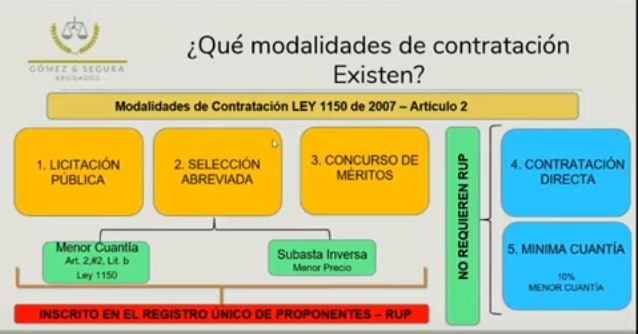 GÓMEZ & SEGURA
ABOGADOS
¿Qué modalidades de contratación
Existen?
Modalidades de Contratación LEY 1150 de 2007 – Artículo 2
1. LICITACIÓN
PÚBLICA
2. SELECCIÓN
ABREVIADA
3. CONCURSO DE
MÉRITOS
NO REQUIEREN RUP
4. CONTRATACIÓN
DIRECTA
Menor Cuantía
Art. 2,#2, Lit. b
Ley 1150
Subasta Inversa
Menor Precio
5. MINIMA CUANTÍA
10%
MENOR CUANTÍA
INSCRITO EN EL REGISTRO ÚNICO DE PROPONENTES – RUP